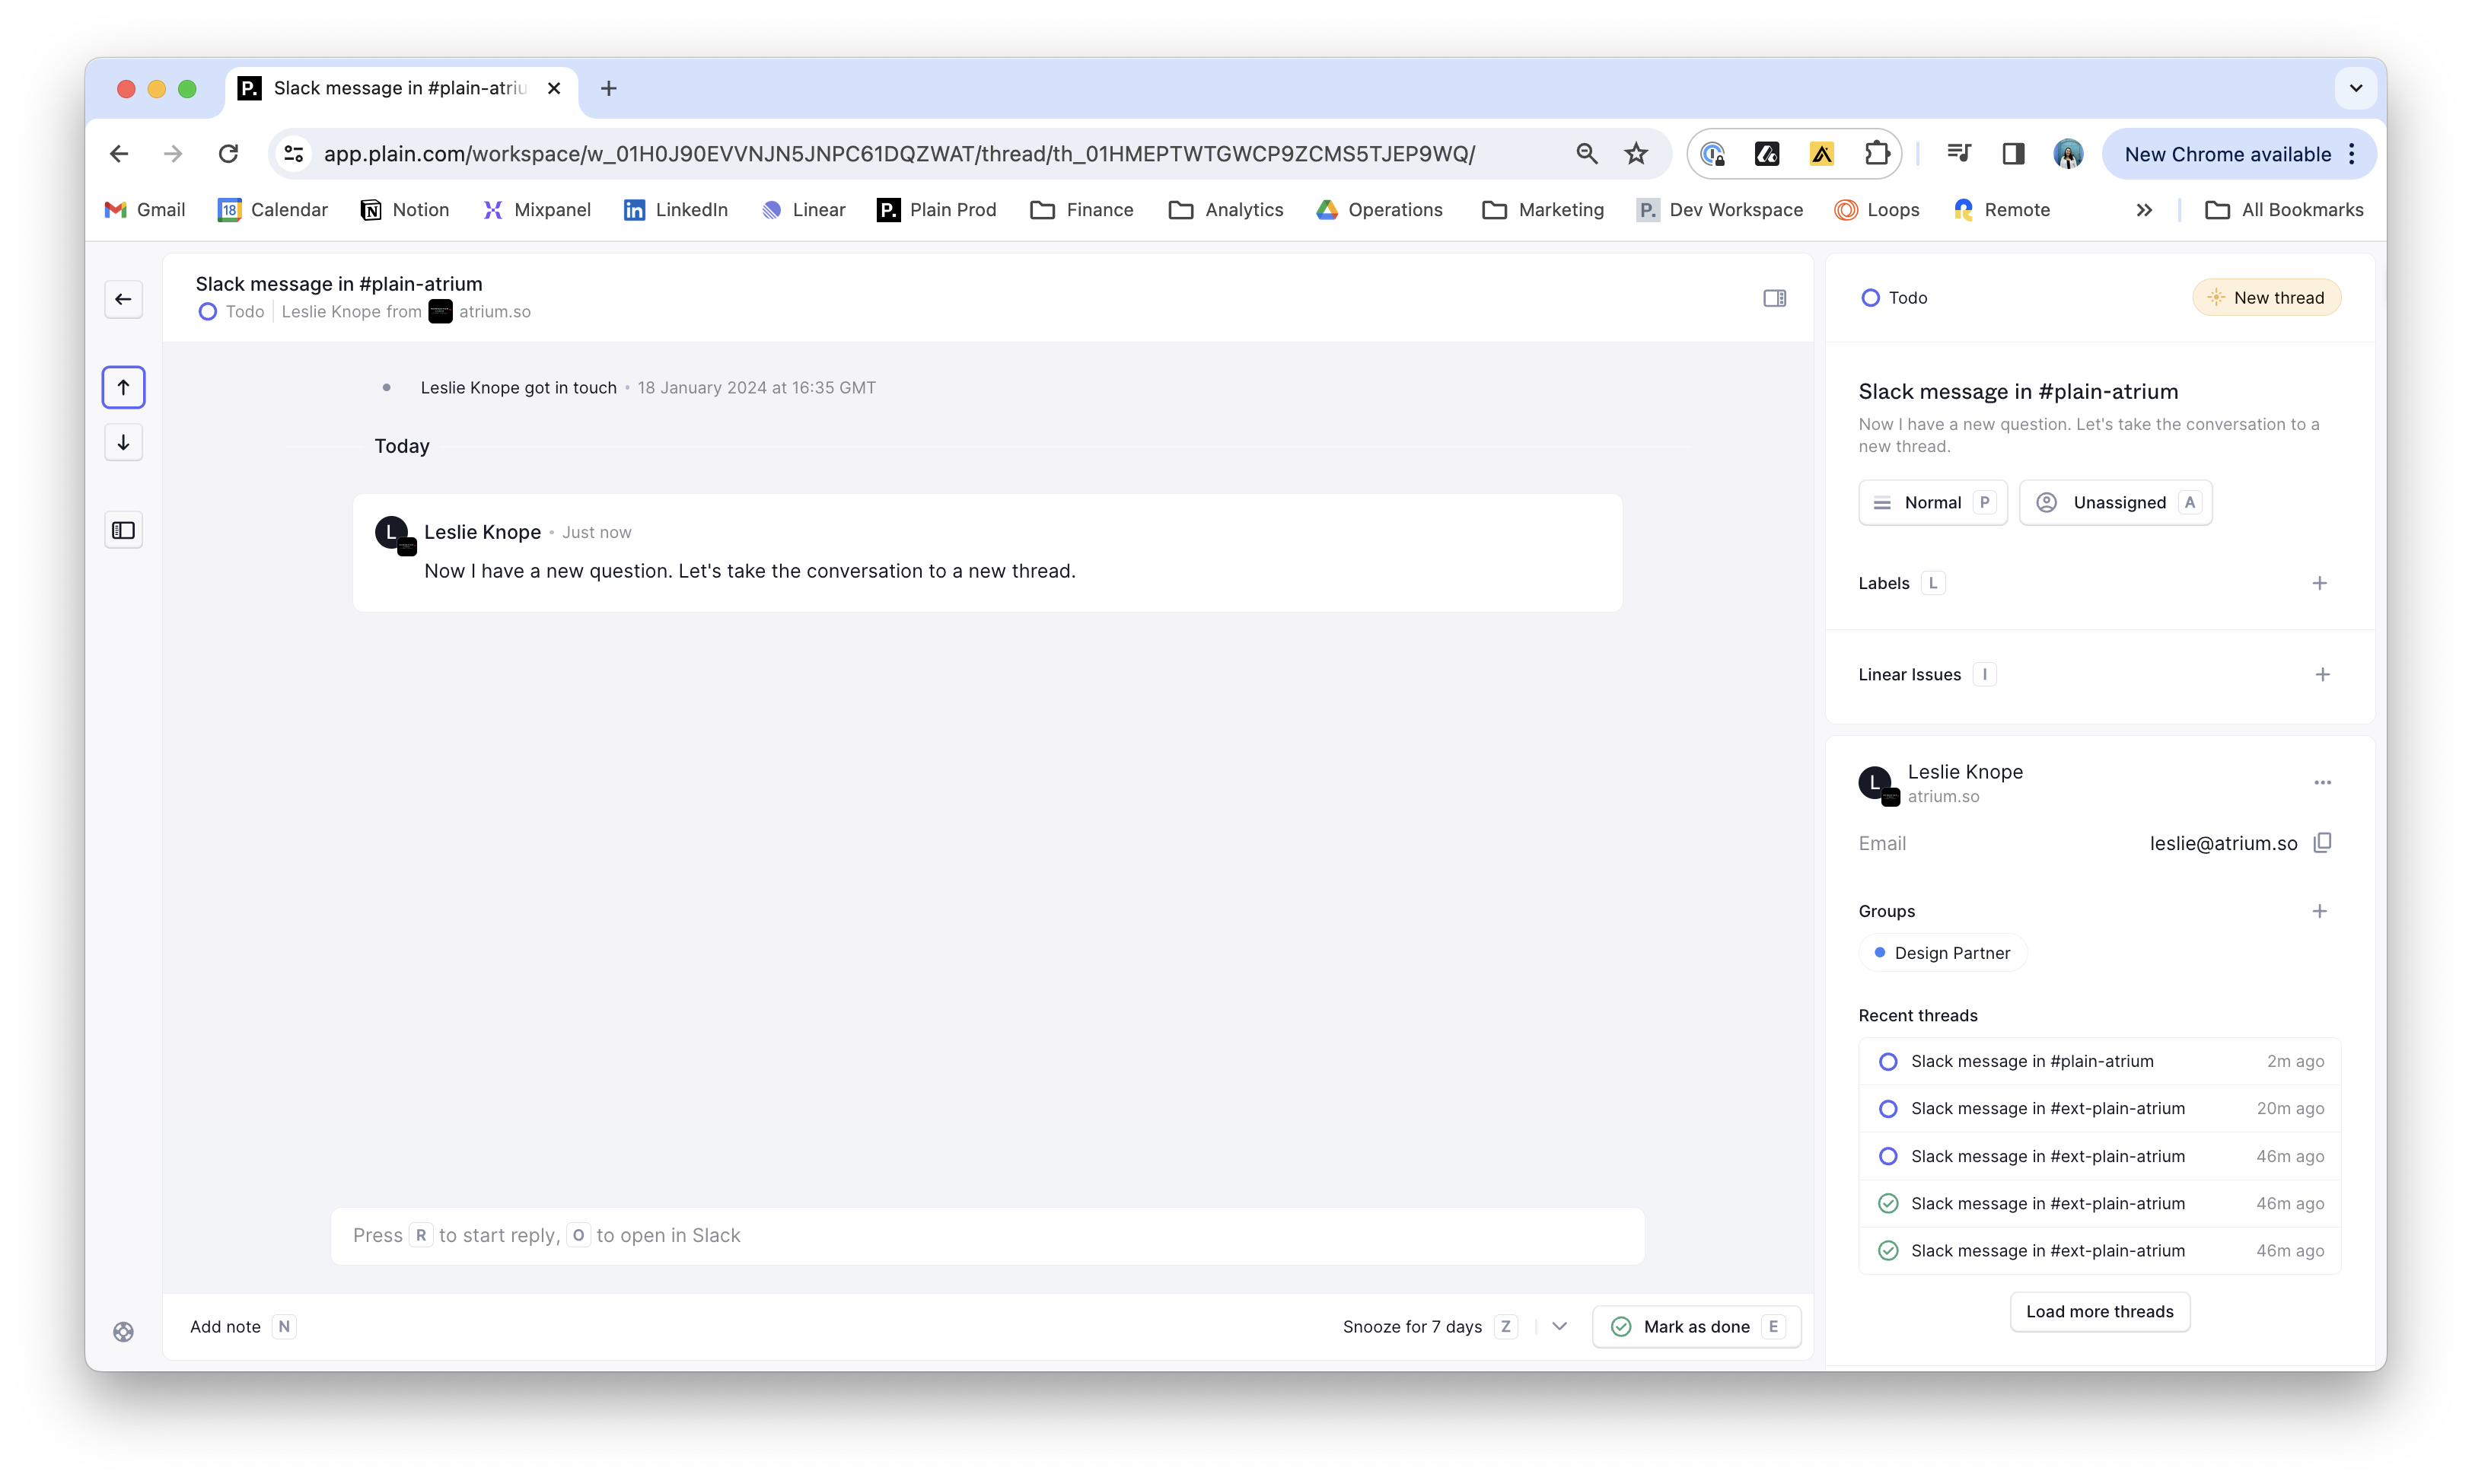 P. Slack message in #plain-atriu
app.plain.com/workspace/w_01H0J90EVVNJN5JNPC61DQZWAT/thread/th_01HMEPTWTGWCP9ZCMS5TJEP9WQ/
New Chrome available
Gmail 18 Calendar Notion Mixpanel in LinkedIn Linear P. Plain Prod Finance Analytics Operations Marketing P. Dev Workspace Loops Remote All Bookmarks
Slack message in #plain-atrium
Todo Leslie Knope from atrium.so
Leslie Knope got in touch • 18 January 2024 at 16:35 GMT
Today
L Leslie Knope • Just now
Now I have a new question. Let's take the conversation to a new thread.
Press R to start reply, O to open in Slack
Add note N
Snooze for 7 days Z
Mark as done E
Todo New thread
Slack message in #plain-atrium
Now I have a new question. Let's take the conversation to a
new thread.
Normal P Unassigned A
Labels L
Linear Issues I
L Leslie Knope
atrium.so
Email leslie@atrium.so
Groups
Design Partner
Recent threads
Slack message in #plain-atrium 2m ago
Slack message in #ext-plain-atrium 20m ago
Slack message in #ext-plain-atrium 46m ago
Slack message in #ext-plain-atrium 46m ago
Slack message in #ext-plain-atrium 46m ago
Load more threads